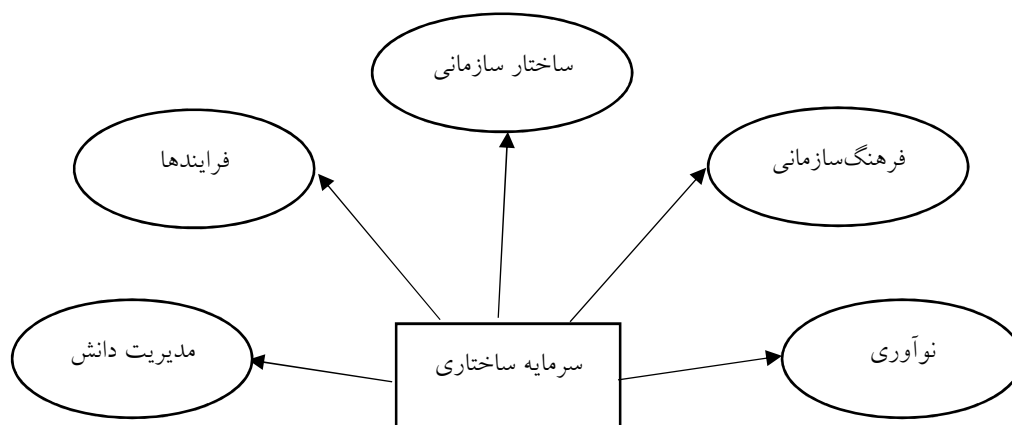 ساختار سازمانی
فرهنگ‌سازمانی
فرایندها
نوآوری
سرمایه ساختاری
مدیریت دانش